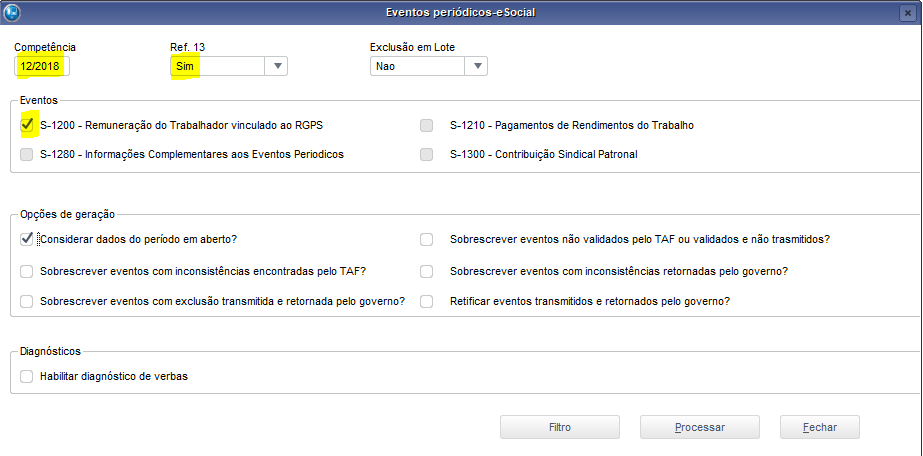 Eventos periódicos-eSocial
Competência Ref. 13 Exclusão em Lote
12/2018 Sim Nao
Eventos
S-1200 - Remuneração do Trabalhador vinculado ao RGPS S-1210 - Pagamentos de Rendimentos do Trabalho
S-1280 - Informações Complementares aos Eventos Periodicos S-1300 - Contribuição Sindical Patronal
Opções de geração
Considerar dados do período em aberto? Sobrescrever eventos não validados pelo TAF ou validados e não trasmitidos?
Sobrescrever eventos com inconsistências encontradas pelo TAF? Sobrescrever eventos com inconsistências retornadas pelo governo?
Sobrescrever eventos com exclusão transmitida e retornada pelo governo? Retificar eventos transmitidos e retornados pelo governo?
Diagnósticos
Habilitar diagnóstico de verbas
Filtro Processar Fechar